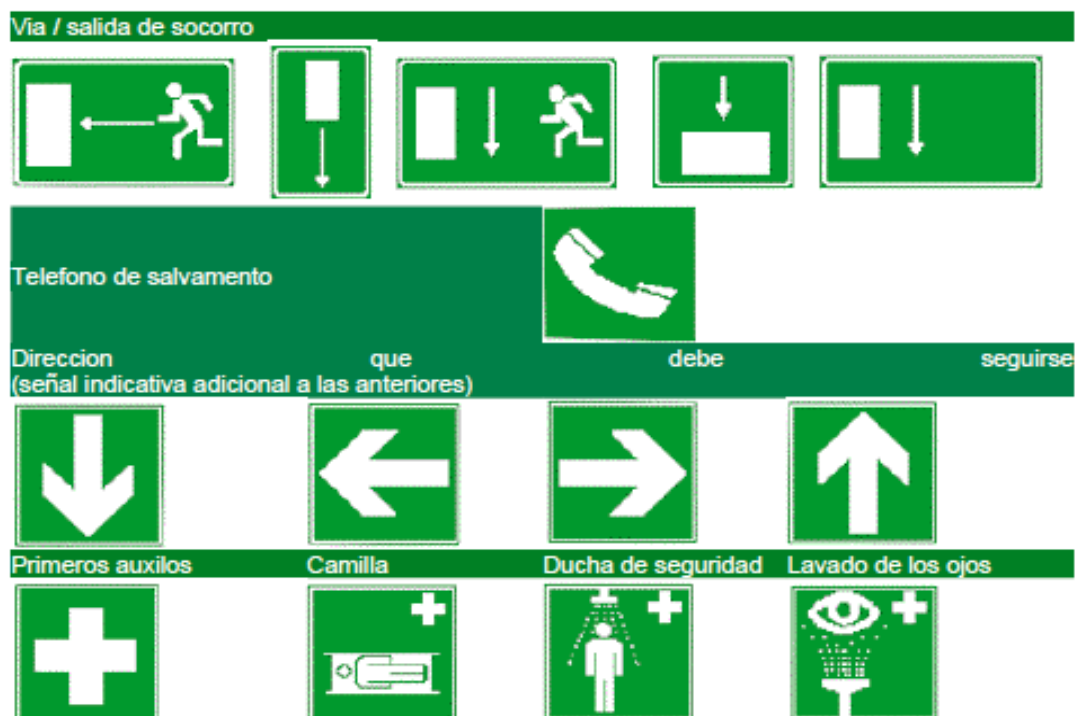 Via / salida de socorro
Telefono de salvamento
Direccion que debe seguirse
(señal indicativa adicional a las anteriores)
Primeros auxilos Camilla Ducha de seguridad Lavado de los ojos